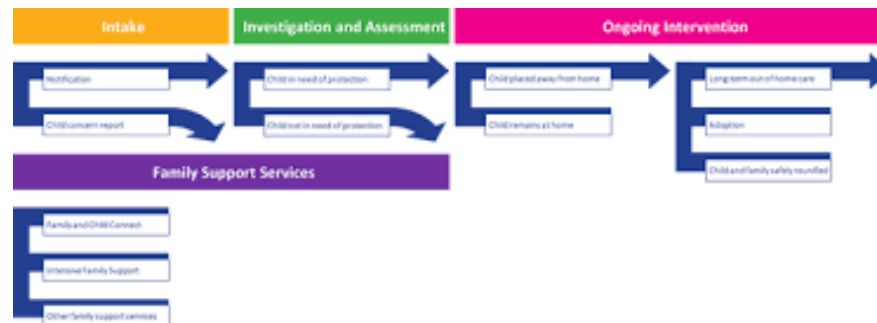 Intake
Investigation and Assessment
Ongoing Intervention
Notification
Child in need of protection
Child placed away from home
Long term out of home care
Child concern report
Child not in need of protection
Child remains at home
Adoption
Family Support Services
Child and family safely reunified
Family and Child Connect
Intensive Family Support
Other family support services